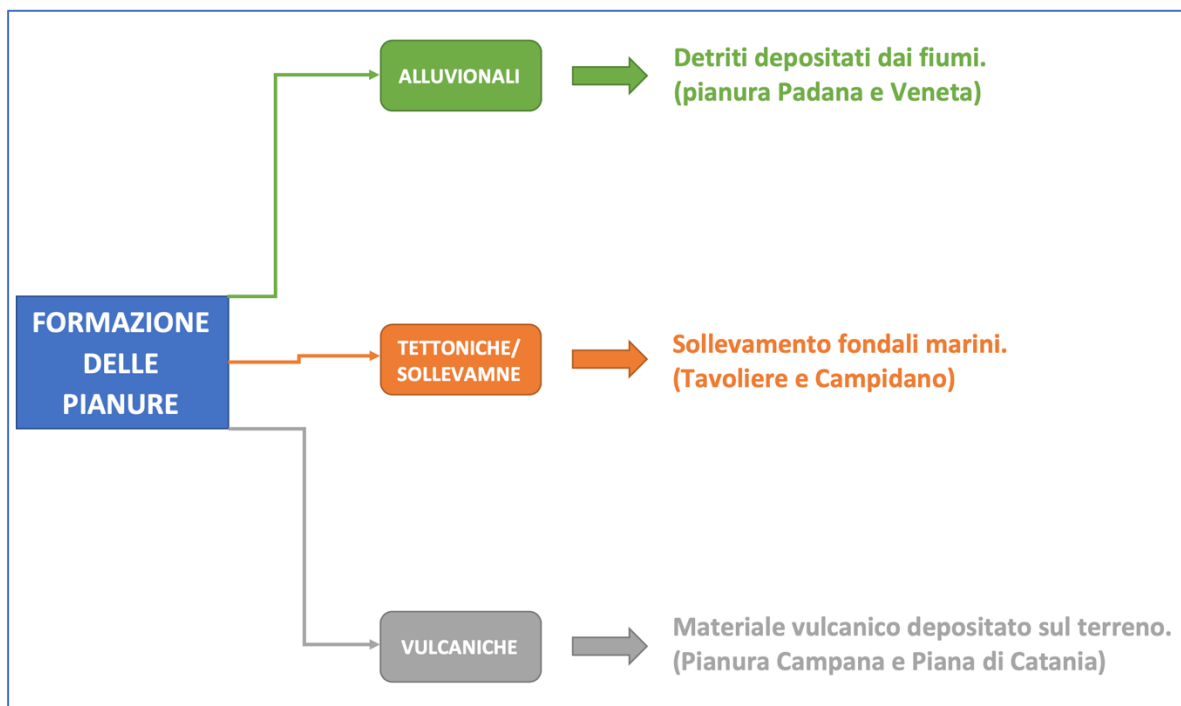 FORMAZIONE
DELLE
PIANURE
ALLUVIONALI
Detriti depositati dai fiumi.
(pianura Padana e Veneta)
TETTONICHE/
SOLLEVAMNE
Sollevamento fondali marini.
(Tavoliere e Campidano)
VULCANICHE
Materiale vulcanico depositato sul terreno.
(Pianura Campana e Piana di Catania)